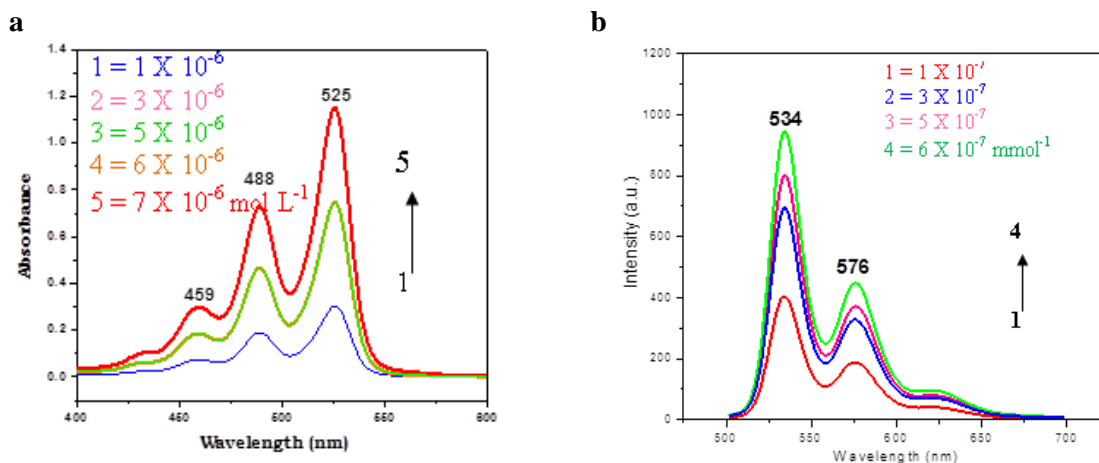 a
1.4
1.2
1.0
0.8
0.6
0.4
0.2
0.0
Absorbance
1 = 1 X 10⁻⁶
2 = 3 X 10⁻⁶
3 = 5 X 10⁻⁶
4 = 6 X 10⁻⁶
5 = 7 X 10⁻⁶ mol L⁻¹
459
488
525
5
1
400 450 500 550 600
Wavelength (nm)
b
1200
1000
800
600
400
200
0
Intensity (a.u.)
1 = 1 X 10⁻⁷
2 = 3 X 10⁻⁷
3 = 5 X 10⁻⁷
4 = 6 X 10⁻⁷ mmol⁻¹
534
576
4
1
500 550 600 650 700
Wavelength (nm)